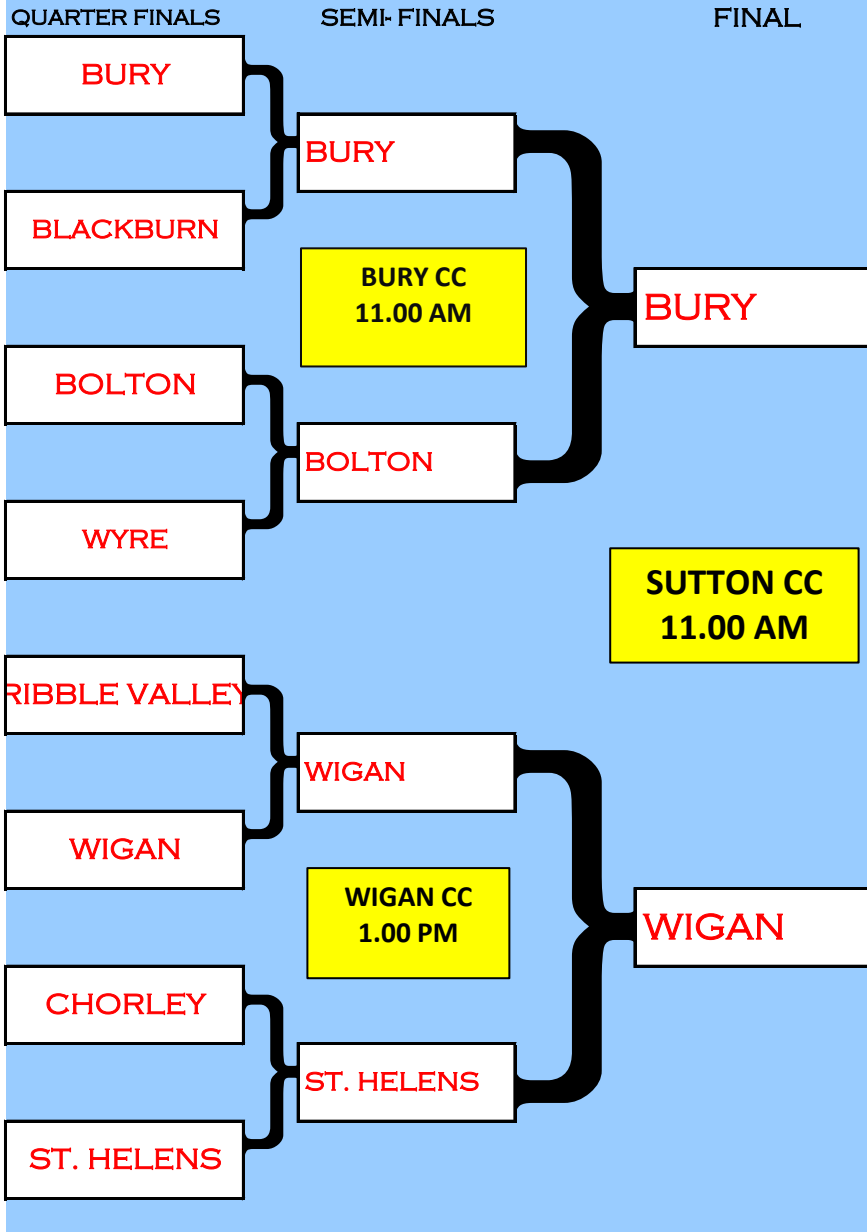 QUARTER FINALS
SEMI- FINALS
FINAL
BURY
BLACKBURN
BOLTON
WYRE
RIBBLE VALLEY
WIGAN
CHORLEY
ST. HELENS
BURY
BURY CC
11.00 AM
BOLTON
WIGAN
WIGAN CC
1.00 PM
ST. HELENS
BURY
SUTTON CC
11.00 AM
WIGAN